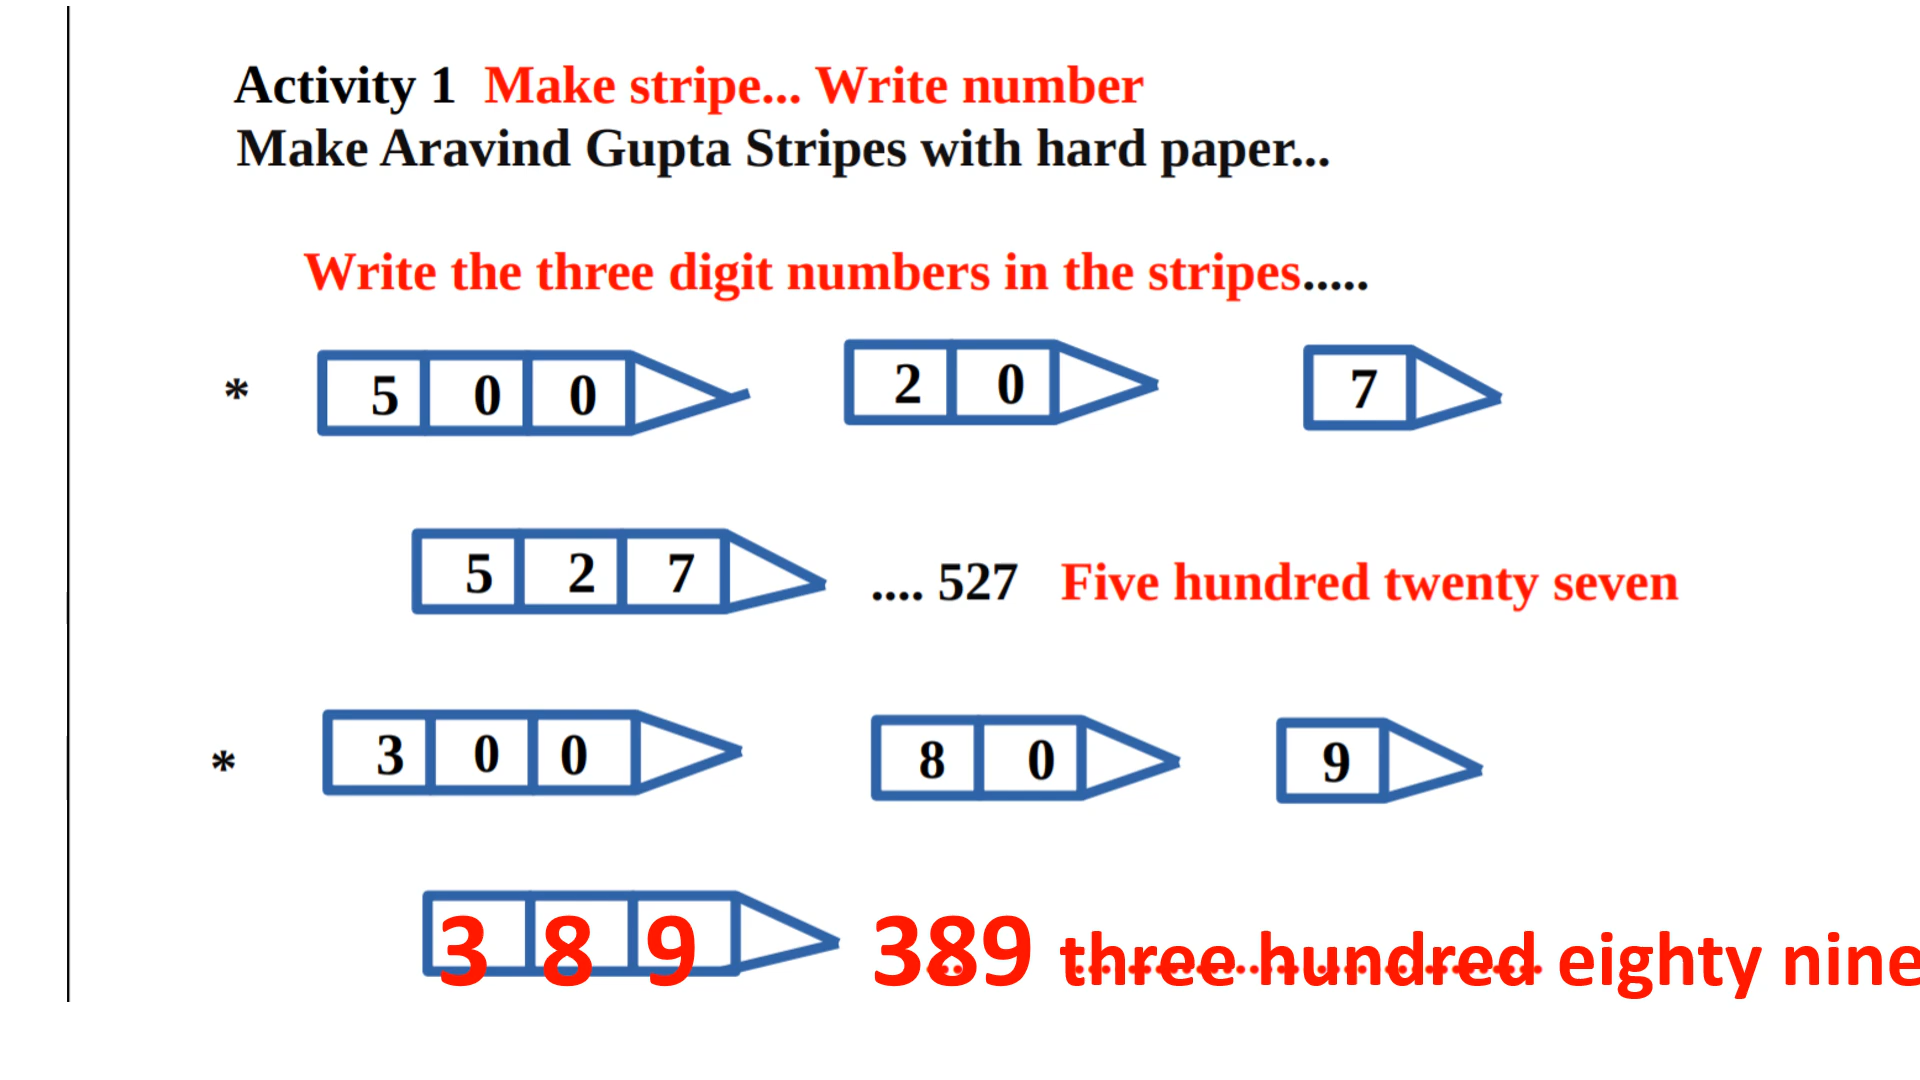 Activity 1 Make stripe... Write number
Make Aravind Gupta Stripes with hard paper...
Write the three digit numbers in the stripes.....
* 5 0 0 2 0 7
5 2 7 .... 527 Five hundred twenty seven
* 3 0 0 8 0 9
3 8 9 389 three hundred eighty nine